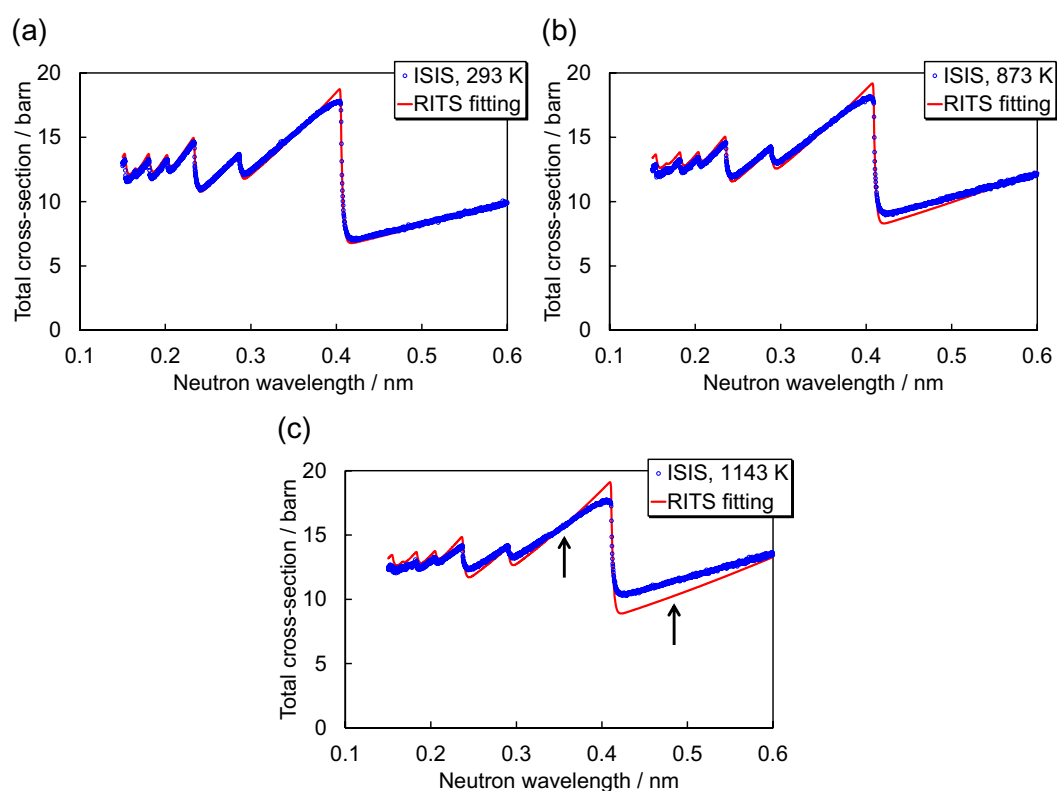 (a)
ISIS, 293 K
RITS fitting
Total cross-section / barn
20
15
10
5
0
0.1 0.2 0.3 0.4 0.5 0.6
Neutron wavelength / nm
(b)
ISIS, 873 K
RITS fitting
Total cross-section / barn
20
15
10
5
0
0.1 0.2 0.3 0.4 0.5 0.6
Neutron wavelength / nm
(c)
ISIS, 1143 K
RITS fitting
Total cross-section / barn
20
15
10
5
0
0.1 0.2 0.3 0.4 0.5 0.6
Neutron wavelength / nm